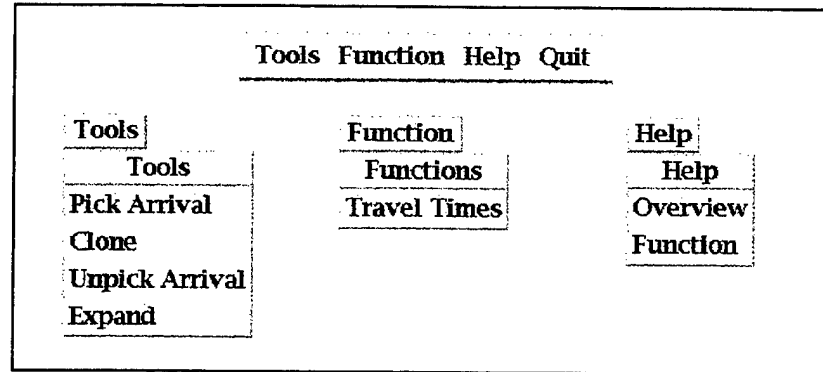 Tools Function Help Quit
Tools
Tools
Pick Arrival
Clone
Unpick Arrival
Expand
Function
Functions
Travel Times
Help
Help
Overview
Function